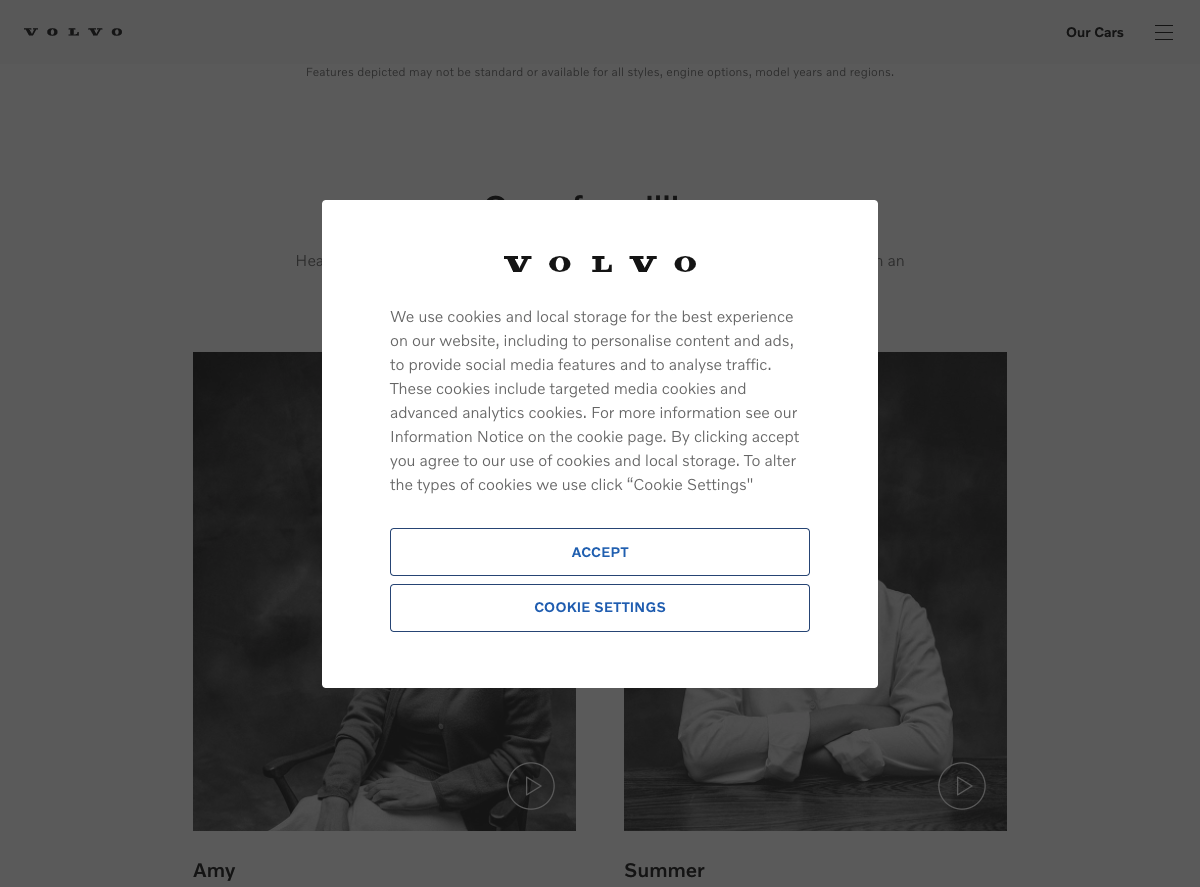 VOLVO
Our Cars
Features depicted may not be standard or available for all styles, engine options, model years and regions.
VOLVO
We use cookies and local storage for the best experience
on our website, including to personalise content and ads,
to provide social media features and to analyse traffic.
These cookies include targeted media cookies and
advanced analytics cookies. For more information see our
Information Notice on the cookie page. By clicking accept
you agree to our use of cookies and local storage. To alter
the types of cookies we use click “Cookie Settings"
ACCEPT
COOKIE SETTINGS
an
Amy
Summer